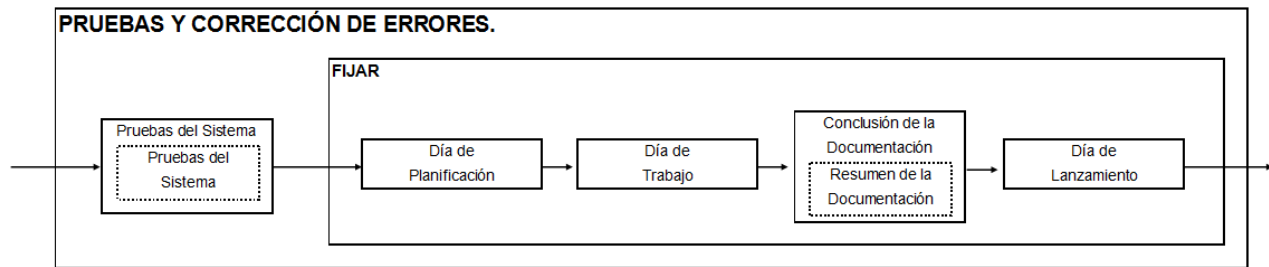 PRUEBAS Y CORRECCIÓN DE ERRORES.
FIJAR
Pruebas del Sistema
Pruebas del
Sistema
Día de
Planificación
Día de
Trabajo
Conclusión de la
Documentación
Resumen de la
Documentación
Día de
Lanzamiento